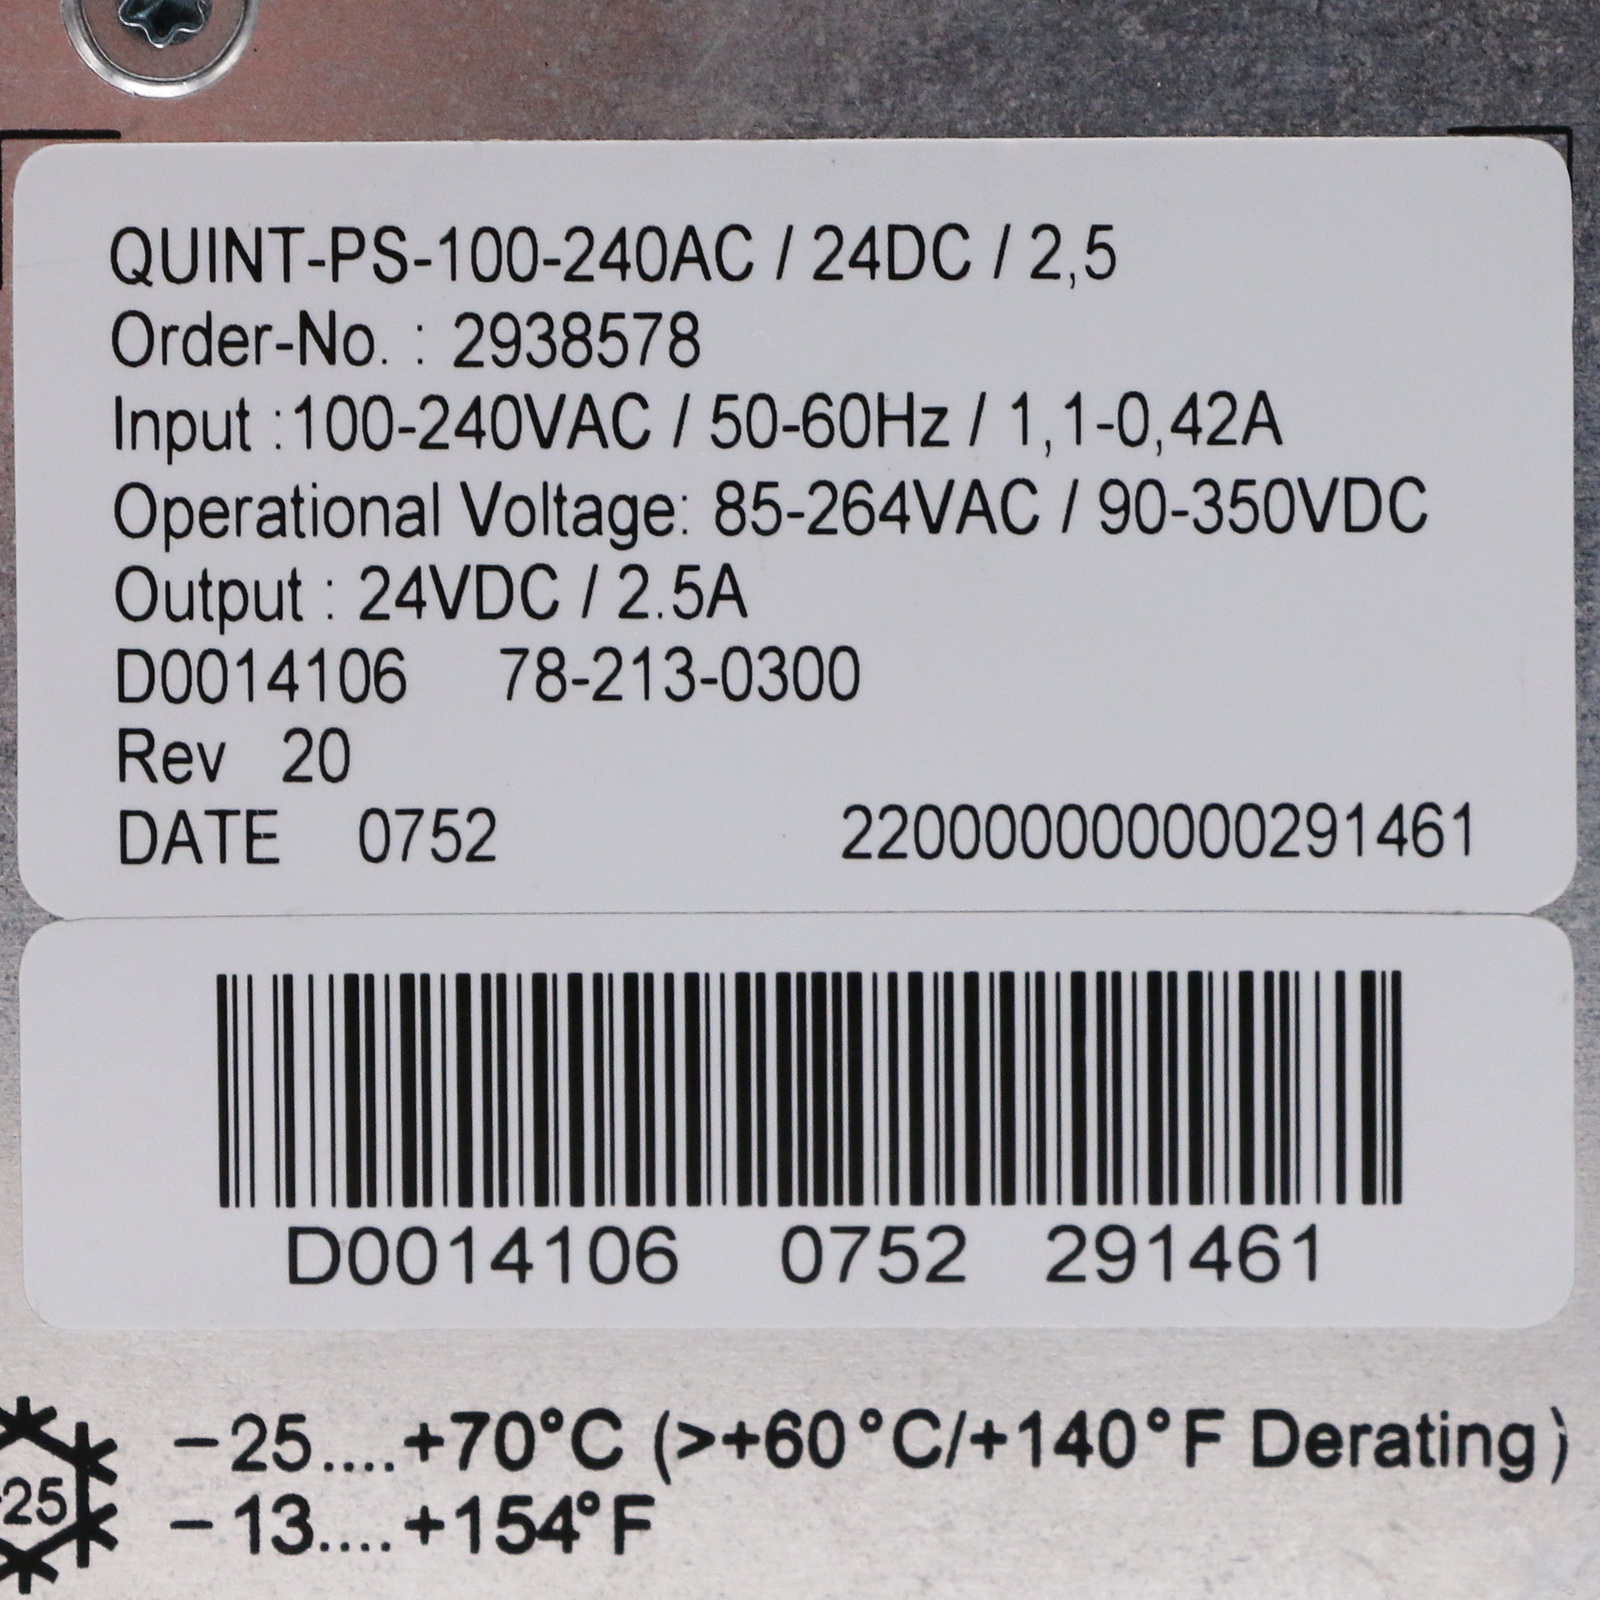 QUINT-PS-100-240AC / 24DC / 2,5
Order-No. : 2938578
Input :100-240VAC / 50-60Hz / 1,1-0,42A
Operational Voltage: 85-264VAC / 90-350VDC
Output : 24VDC / 2.5A
D0014106 78-213-0300
Rev 20
DATE 0752 220000000000291461
D0014106 0752 291461
−25....+70°C (>+60°C/+140°F Derating)
−13....+154°F
-25